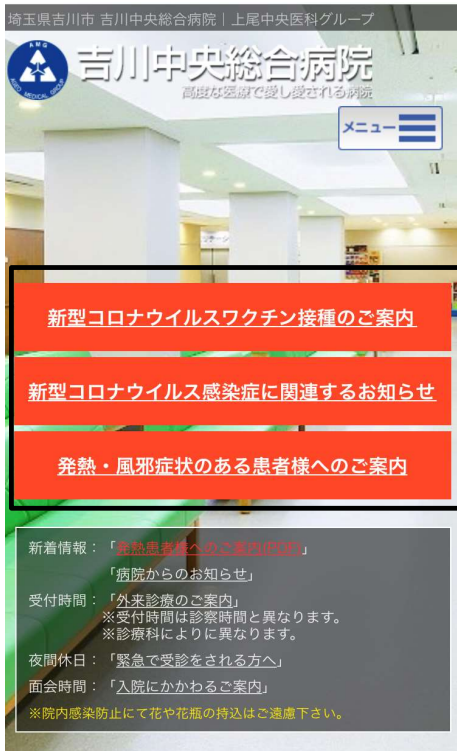 埼玉県吉川市 吉川中央総合病院｜上尾中央医科グループ
AMG
AGEO MEDICAL GROUP
吉川中央総合病院
高度な医療で愛し愛される病院
メニュー
新型コロナウイルスワクチン接種のご案内
新型コロナウイルス感染症に関連するお知らせ
発熱・風邪症状のある患者様へのご案内
新着情報：「発熱患者様へのご案内(PDF)」
「病院からのお知らせ」
受付時間：「外来診療のご案内」
※受付時間は診察時間と異なります。
※診療科によりに異なります。
夜間休日：「緊急で受診をされる方へ」
面会時間：「入院にかかわるご案内」
※院内感染防止にて花や花瓶の持込はご遠慮下さい。